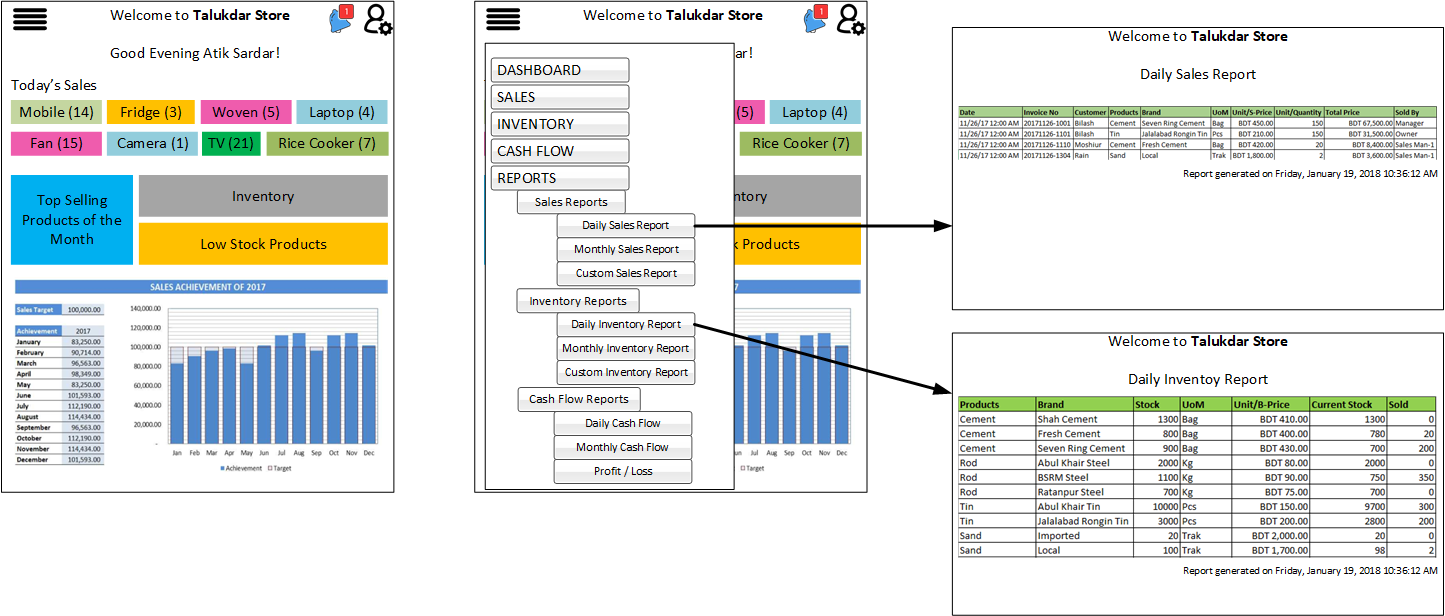 Welcome to Talukdar Store
1
Good Evening Atik Sardar!
Today's Sales
Mobile (14) Fridge (3) Woven (5) Laptop (4)
Fan (15) Camera (1) TV (21) Rice Cooker (7)
Top Selling Products of the Month
Inventory
Low Stock Products
SALES ACHIEVEMENT OF 2017
Sales Target 100,000.00
Achievement 2017
January 83,250.00
February 90,714.00
March 96,563.00
April 98,349.00
May 83,250.00
June 101,593.00
July 112,190.00
August 114,434.00
September 96,563.00
October 112,190.00
November 114,434.00
December 101,593.00
140,000.00
120,000.00
100,000.00
80,000.00
60,000.00
40,000.00
20,000.00
-
Jan Feb Mar Apr May Jun Jul Aug Sep Oct Nov Dec
Achievement Target
Welcome to Talukdar Store
1
ar!
DASHBOARD
SALES
INVENTORY
CASH FLOW
REPORTS
Sales Reports
Daily Sales Report
Monthly Sales Report
Custom Sales Report
Inventory Reports
Daily Inventory Report
Monthly Inventory Report
Custom Inventory Report
Cash Flow Reports
Daily Cash Flow
Monthly Cash Flow
Profit / Loss
(5) Laptop (4)
Rice Cooker (7)
ntory
k Products
7
un Jul Aug Sep Oct Nov Dec
Target
Welcome to Talukdar Store
Daily Sales Report
Date Invoice No Customer Products Brand UoM Unit/S-Price Unit/Quantity Total Price Sold By
11/26/17 12:00 AM 20171126-1001 Bilash Cement Seven Ring Cement Bag BDT 450.00 150 BDT 67,500.00 Manager
11/26/17 12:00 AM 20171126-1101 Bilash Tin Jalalabad Rongin Tin Pcs BDT 210.00 150 BDT 31,500.00 Owner
11/26/17 12:00 AM 20171126-1110 Moshiur Cement Fresh Cement Bag BDT 420.00 20 BDT 8,400.00 Sales Man-1
11/26/17 12:00 AM 20171126-1304 Rain Sand Local Trak BDT 1,800.00 2 BDT 3,600.00 Sales Man-1
Report generated on Friday, January 19, 2018 10:36:12 AM
Welcome to Talukdar Store
Daily Inventoy Report
Products Brand Stock UoM Unit/B-Price Current Stock Sold
Cement Shah Cement 1300 Bag BDT 410.00 1300 0
Cement Fresh Cement 800 Bag BDT 400.00 780 20
Cement Seven Ring Cement 900 Bag BDT 430.00 700 200
Rod Abul Khair Steel 2000 Kg BDT 80.00 2000 0
Rod BSRM Steel 1100 Kg BDT 90.00 750 350
Rod Ratanpur Steel 700 Kg BDT 75.00 700 0
Tin Abul Khair Tin 10000 Pcs BDT 150.00 9700 300
Tin Jalalabad Rongin Tin 3000 Pcs BDT 200.00 2800 200
Sand Imported 20 Trak BDT 2,000.00 20 0
Sand Local 100 Trak BDT 1,700.00 98 2
Report generated on Friday, January 19, 2018 10:36:12 AM